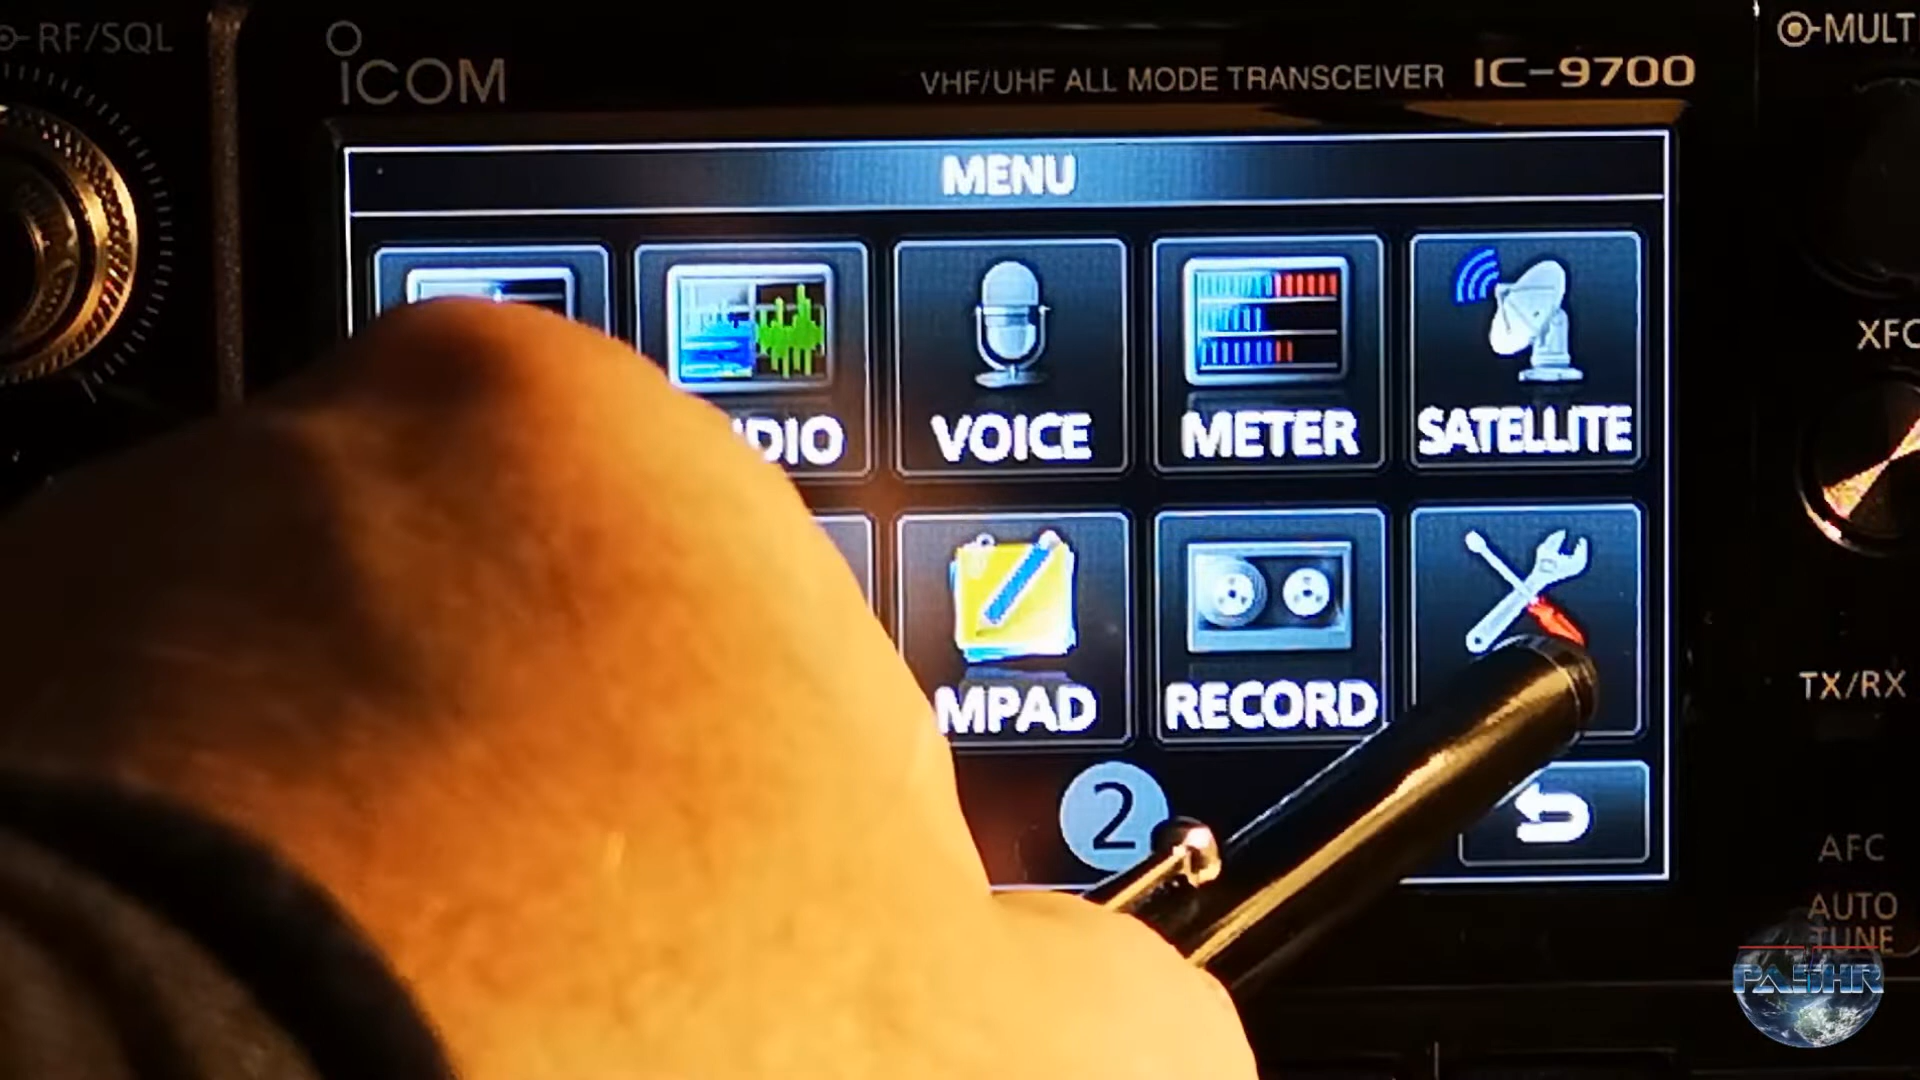 RF/SQL
ICOM
VHF/UHF ALL MODE TRANSCEIVER IC-9700
MULT
MENU
DIO VOICE METER SATELLITE
XFC
MPAD RECORD
TX/RX
2
AFC
AUTO
TUNE
PA5HR